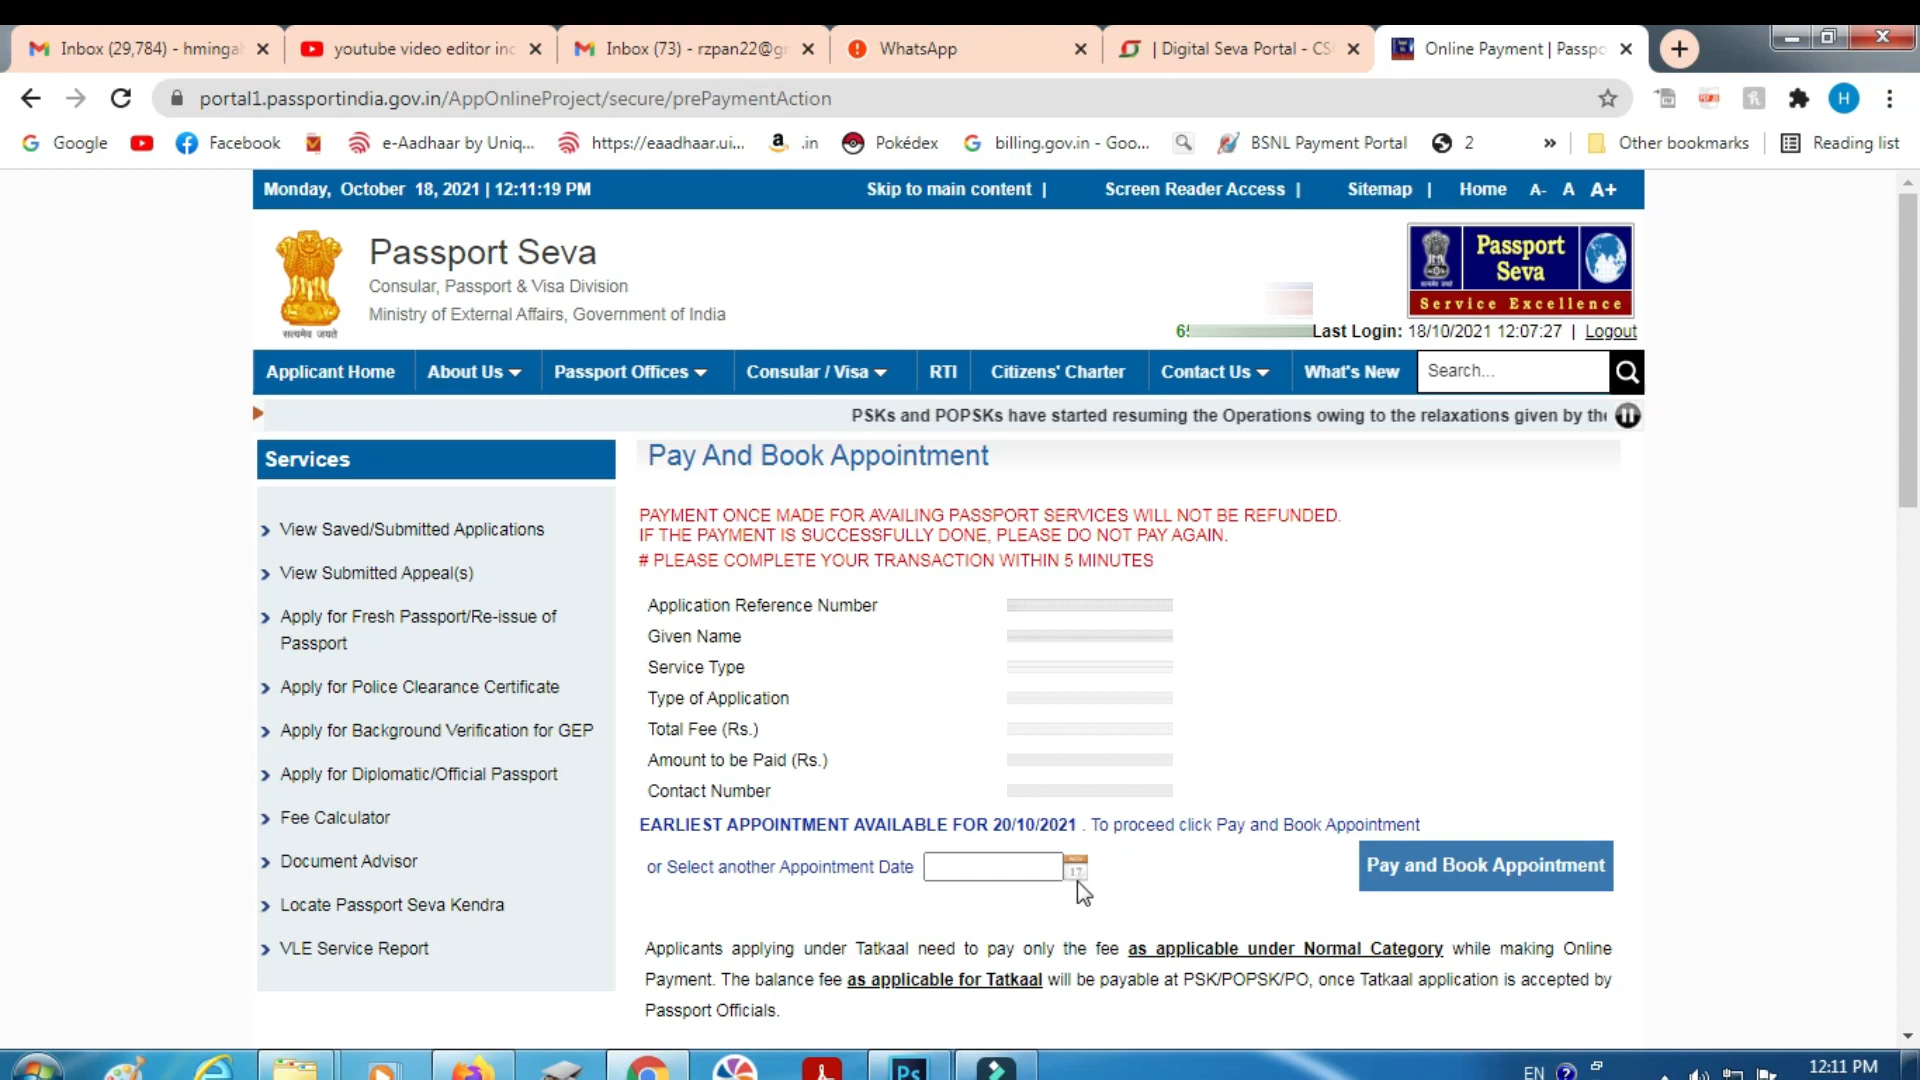 Inbox (29,784) - hminga
youtube video editor inc
Inbox (73) - rzpan22@g
WhatsApp
| Digital Seva Portal - CS
Online Payment | Passpo
portal1.passportindia.gov.in/AppOnlineProject/secure/prePaymentAction
H
Google
Facebook
e-Aadhaar by Uniq...
https://eaadhaar.ui...
.in
Pokédex
billing.gov.in - Goo...
BSNL Payment Portal
2
»
Other bookmarks
Reading list
Monday, October 18, 2021 | 12:11:19 PM
Skip to main content |
Screen Reader Access |
Sitemap |
Home
A- A A+
Passport Seva
Consular, Passport & Visa Division
Ministry of External Affairs, Government of India
सत्यमेव जयते
Passport
Seva
Service Excellence
Last Login: 18/10/2021 12:07:27 | Logout
Applicant Home
About Us
Passport Offices
Consular / Visa
RTI
Citizens' Charter
Contact Us
What's New
Search...
PSKs and POPSKs have started resuming the Operations owing to the relaxations given by the
Services
View Saved/Submitted Applications
View Submitted Appeal(s)
Apply for Fresh Passport/Re-issue of
Passport
Apply for Police Clearance Certificate
Apply for Background Verification for GEP
Apply for Diplomatic/Official Passport
Fee Calculator
Document Advisor
Locate Passport Seva Kendra
VLE Service Report
Pay And Book Appointment
PAYMENT ONCE MADE FOR AVAILING PASSPORT SERVICES WILL NOT BE REFUNDED.
IF THE PAYMENT IS SUCCESSFULLY DONE, PLEASE DO NOT PAY AGAIN.
# PLEASE COMPLETE YOUR TRANSACTION WITHIN 5 MINUTES
Application Reference Number
Given Name
Service Type
Type of Application
Total Fee (Rs.)
Amount to be Paid (Rs.)
Contact Number
EARLIEST APPOINTMENT AVAILABLE FOR 20/10/2021 . To proceed click Pay and Book Appointment
or Select another Appointment Date
17
Pay and Book Appointment
Applicants applying under Tatkaal need to pay only the fee as applicable under Normal Category while making Online
Payment. The balance fee as applicable for Tatkaal will be payable at PSK/POPSK/PO, once Tatkaal application is accepted by
Passport Officials.
Ps
EN
12:11 PM